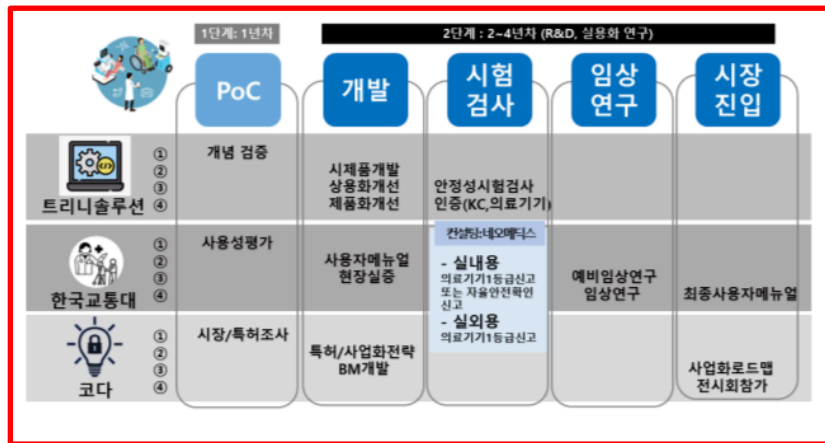 1단계: 1년차
2단계 : 2~4년차 (R&D, 실용화 연구)
PoC
개발
시험
검사
임상
연구
시장
진입
트리니솔루션
①
②
③
④
개념 검증
시제품개발
상용화개선
제품화개선
안정성시험검사
인증(KC,의료기기)
한국교통대
①
②
③
④
사용성평가
사용자메뉴얼
현장실증
컨설팅:네오메딕스
- 실내용
의료기기1등급신고
또는 자율안전확인
신고
- 실외용
의료기기1등급신고
예비임상연구
임상연구
최종사용자메뉴얼
코다
①
②
③
④
시장/특허조사
특허/사업화전략
BM개발
사업화로드맵
전시회참가